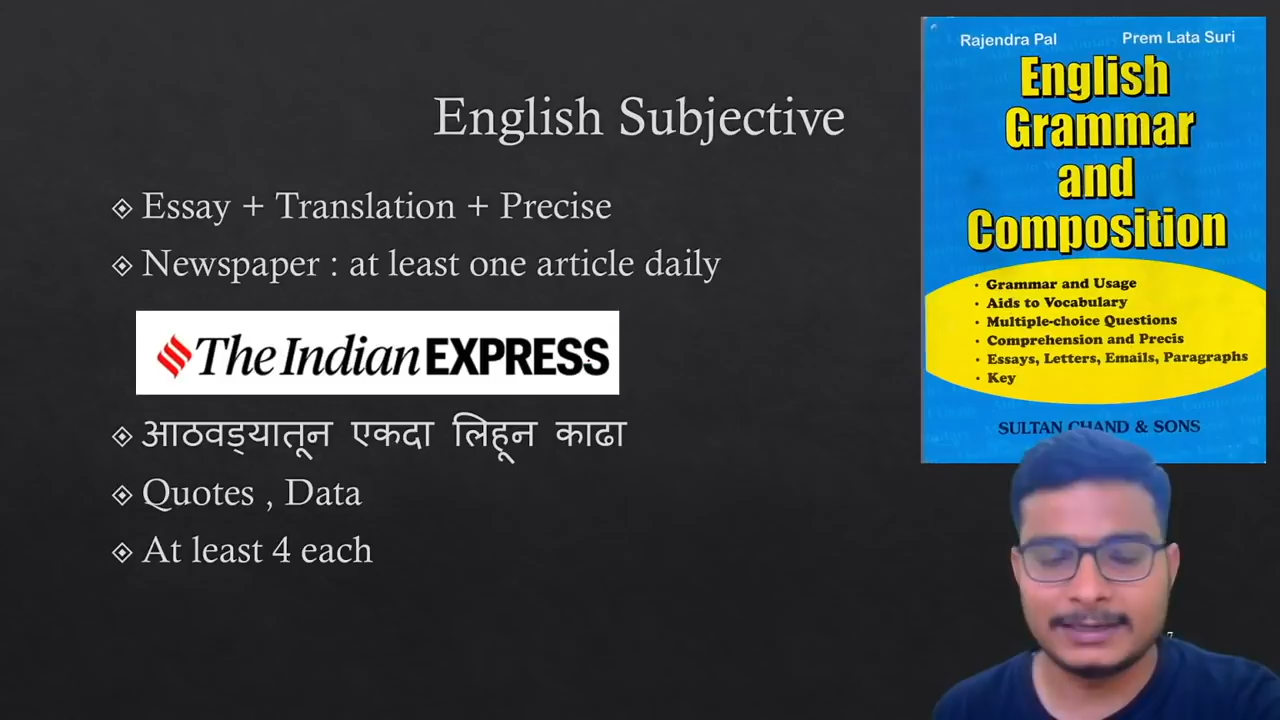 English Subjective
Essay + Translation + Precise
Newspaper : at least one article daily
The Indian EXPRESS
आठवड्यातून एकदा लिहून काढा
Quotes , Data
At least 4 each
Rajendra Pal Prem Lata Suri
English
Grammar
and
Composition
• Grammar and Usage
• Aids to Vocabulary
• Multiple-choice Questions
• Comprehension and Precis
• Essays, Letters, Emails, Paragraphs
• Key
SULTAN CHAND & SONS
7